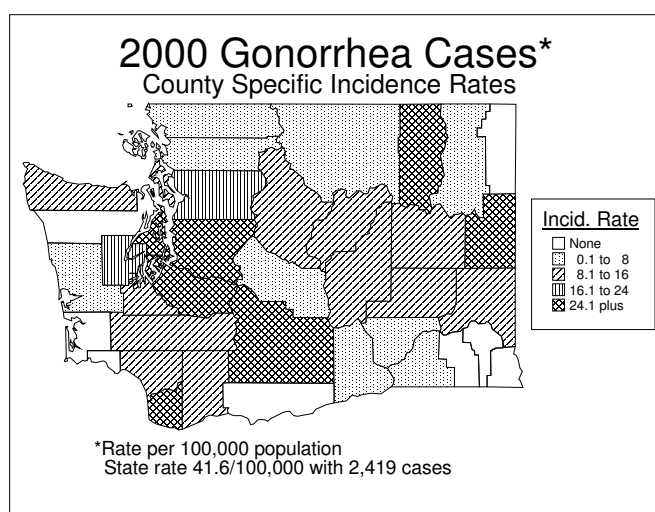 2000 Gonorrhea Cases*
County Specific Incidence Rates
Incid. Rate
None
0.1 to 8
8.1 to 16
16.1 to 24
24.1 plus
*Rate per 100,000 population
State rate 41.6/100,000 with 2,419 cases